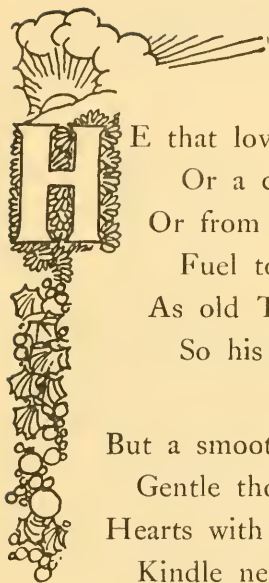 HE that lov
Or a c
Or from
Fuel to
As old T
So his
But a smoot
Gentle tho
Hearts with
Kindle ne